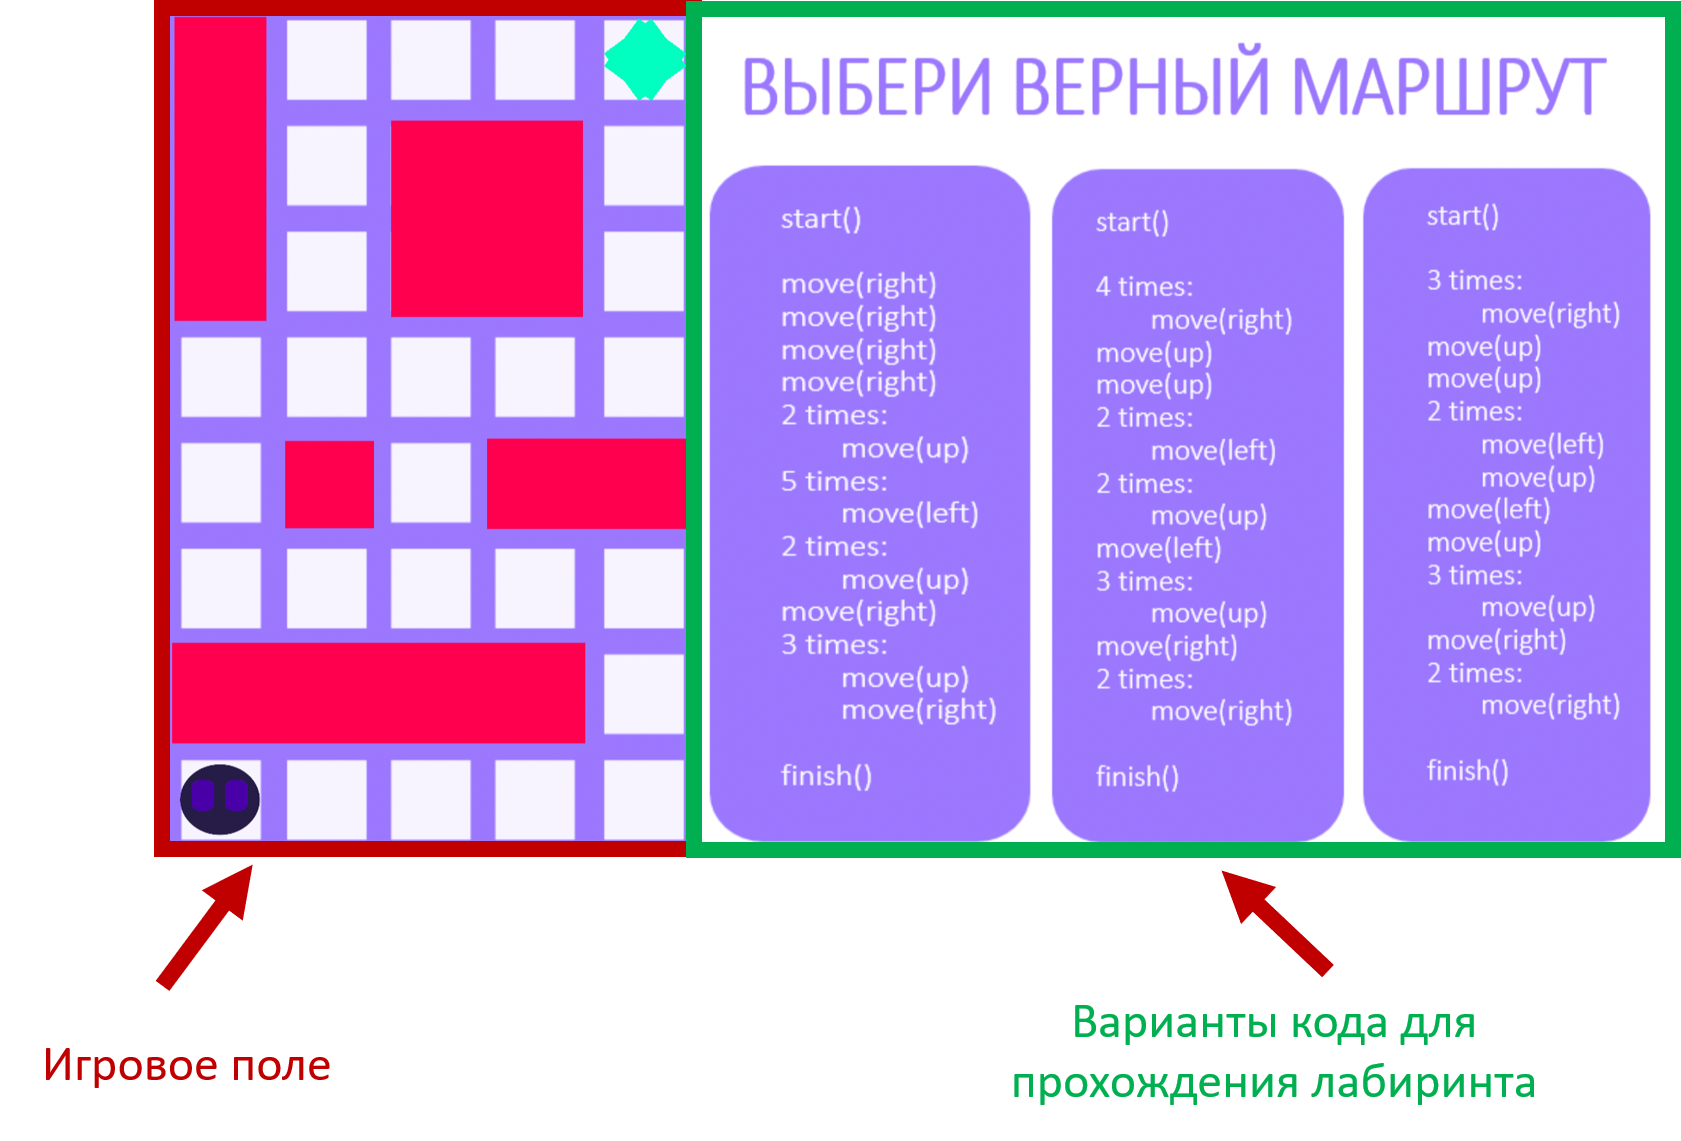 ВЫБЕРИ ВЕРНЫЙ МАРШРУТ
start()
move(right)
move(right)
move(right)
move(right)
2 times:
move(up)
5 times:
move(left)
2 times:
move(up)
move(right)
3 times:
move(up)
move(right)
finish()
start()
4 times:
move(right)
move(up)
move(up)
2 times:
move(left)
2 times:
move(up)
move(left)
3 times:
move(up)
move(right)
2 times:
move(right)
finish()
start()
3 times:
move(right)
move(up)
move(up)
2 times:
move(left)
move(up)
move(left)
move(up)
3 times:
move(up)
move(right)
2 times:
move(right)
finish()
Игровое поле
Варианты кода для
прохождения лабиринта